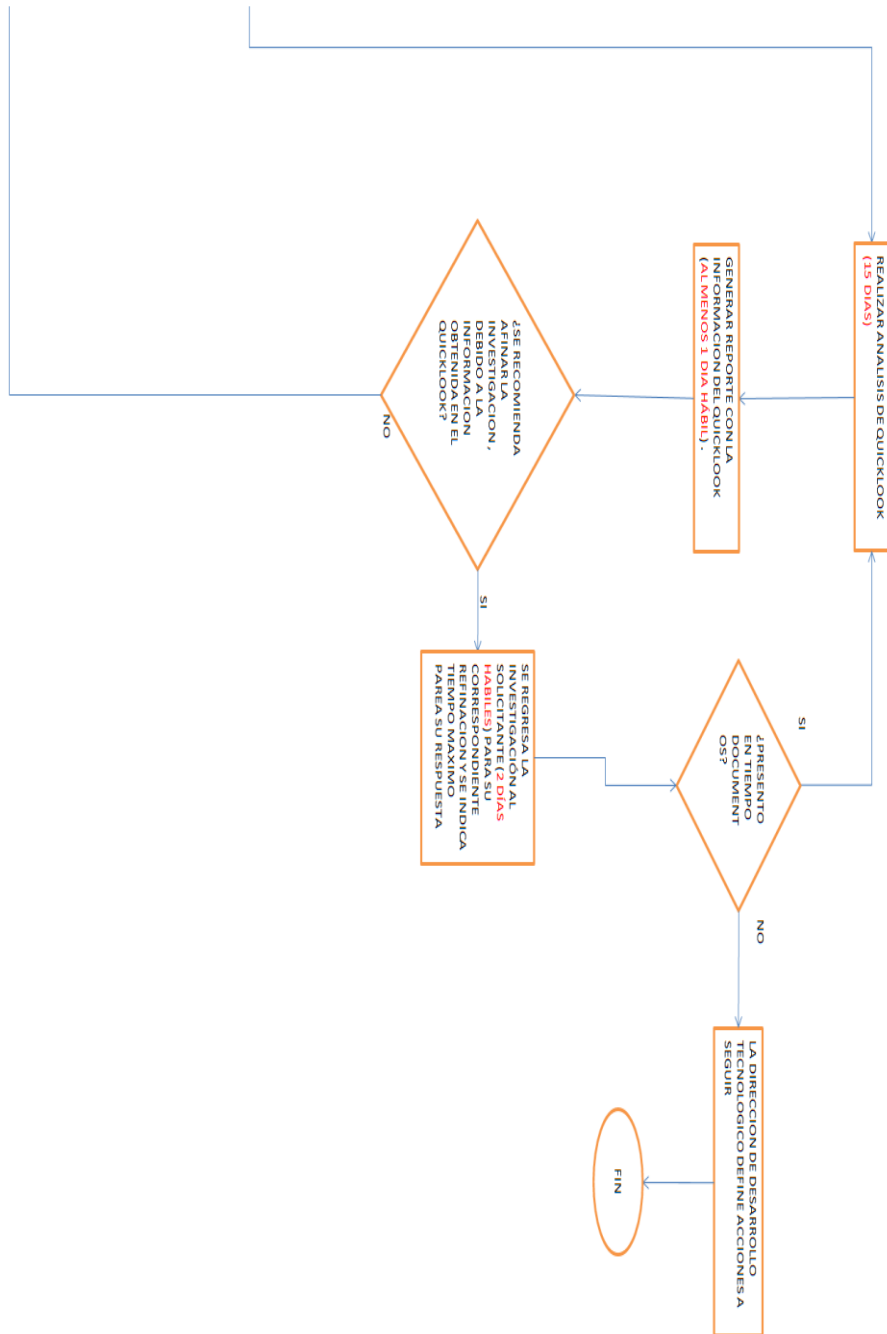 REALIZAR ANALISIS DE QUICKLOOK
(15 DIAS)
GENERAR REPORTE CON LA
INFORMACION DEL QUICKLOOK
(AL MENOS 1 DIA HÁBIL) .
¿SE RECOMIENDA
AFINAR LA
INVESTIGACION ,
DEBIDO A LA
INFORMACION
OBTENIDA EN EL
QUICKLOOK?
NO
SI
SE REGRESA LA
INVESTIGACIÓN AL
SOLICITANTE (2 DÍAS
HABILES) PARA SU
CORRESPONDIENTE
REFINACION Y SE INDICA
TIEMPO MAXIMO
PAREA SU RESPUESTA
¿PRESENTO
EN TIEMPO
DOCUMENT
OS?
SI
NO
LA DIRECCION DE DESARROLLO
TECNOLOGICO DEFINE ACCIONES A
SEGUIR
FIN